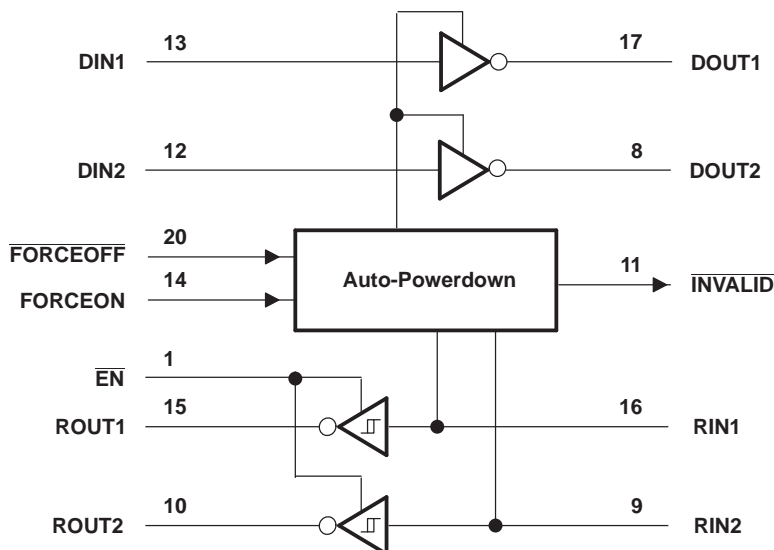 DIN1 13 17 DOUT1
DIN2 12 8 DOUT2
FORCEOFF 20
Auto-Powerdown 11 INVALID
FORCEON 14
EN 1
ROUT1 15 16 RIN1
ROUT2 10 9 RIN2